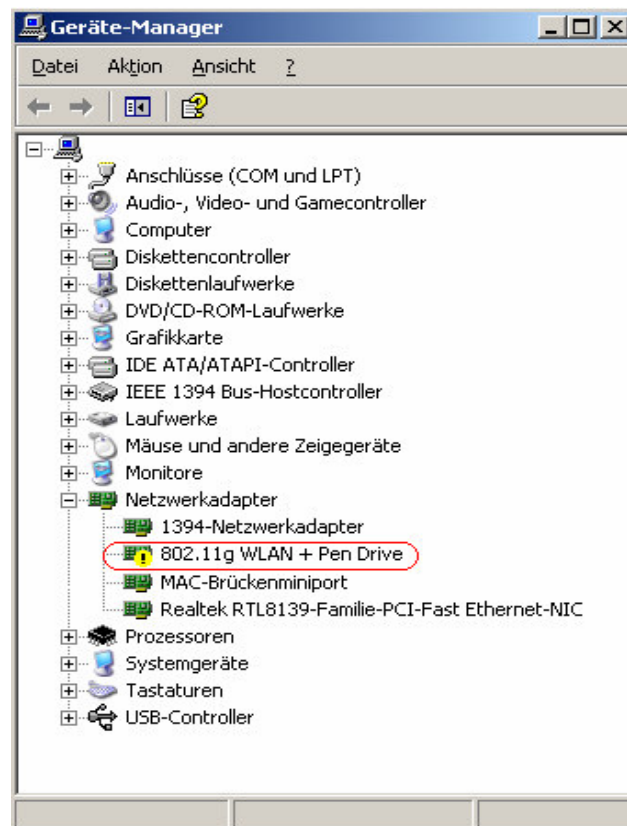 Geräte-Manager
Datei Aktion Ansicht ?
Anschlüsse (COM und LPT)
Audio-, Video- und Gamecontroller
Computer
Diskettencontroller
Diskettenlaufwerke
DVD/CD-ROM-Laufwerke
Grafikkarte
IDE ATA/ATAPI-Controller
IEEE 1394 Bus-Hostcontroller
Laufwerke
Mäuse und andere Zeigegeräte
Monitore
Netzwerkadapter
1394-Netzwerkadapter
802.11g WLAN + Pen Drive
MAC-Brückenminiport
Realtek RTL8139-Familie-PCI-Fast Ethernet-NIC
Prozessoren
Systemgeräte
Tastaturen
USB-Controller